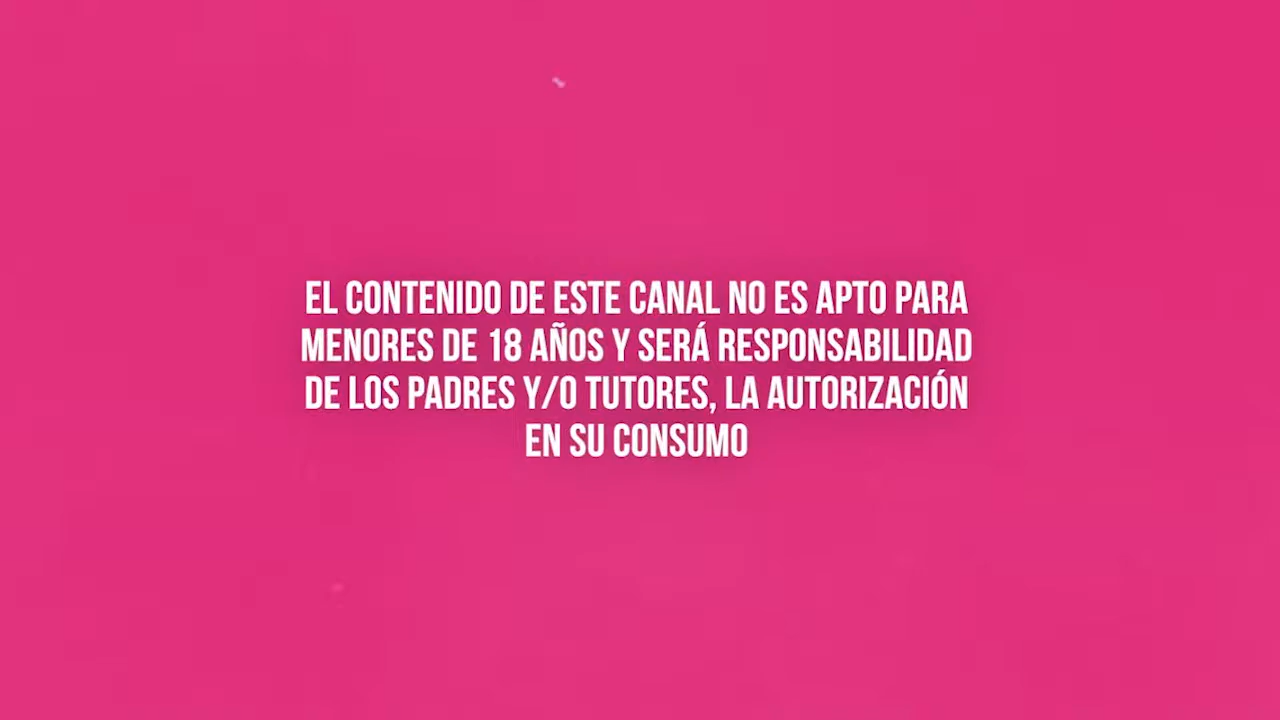 EL CONTENIDO DE ESTE CANAL NO ES APTO PARA
MENORES DE 18 AÑOS Y SERÁ RESPONSABILIDAD
DE LOS PADRES Y/O TUTORES, LA AUTORIZACIÓN
EN SU CONSUMO